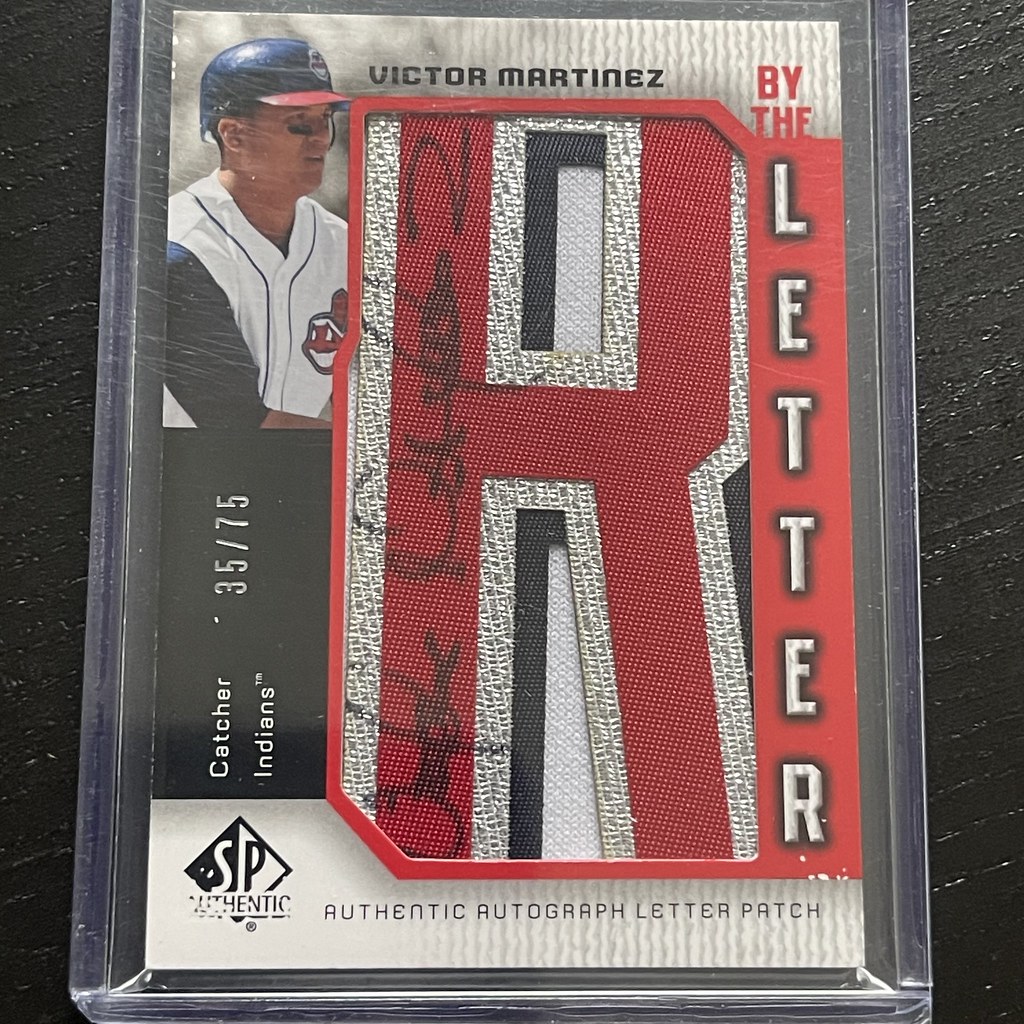 VICTOR MARTINEZ
BY
THE
LETTER
R
35/75
Catcher
Indians™
SP
AUTHENTIC
®
AUTHENTIC AUTOGRAPH LETTER PATCH